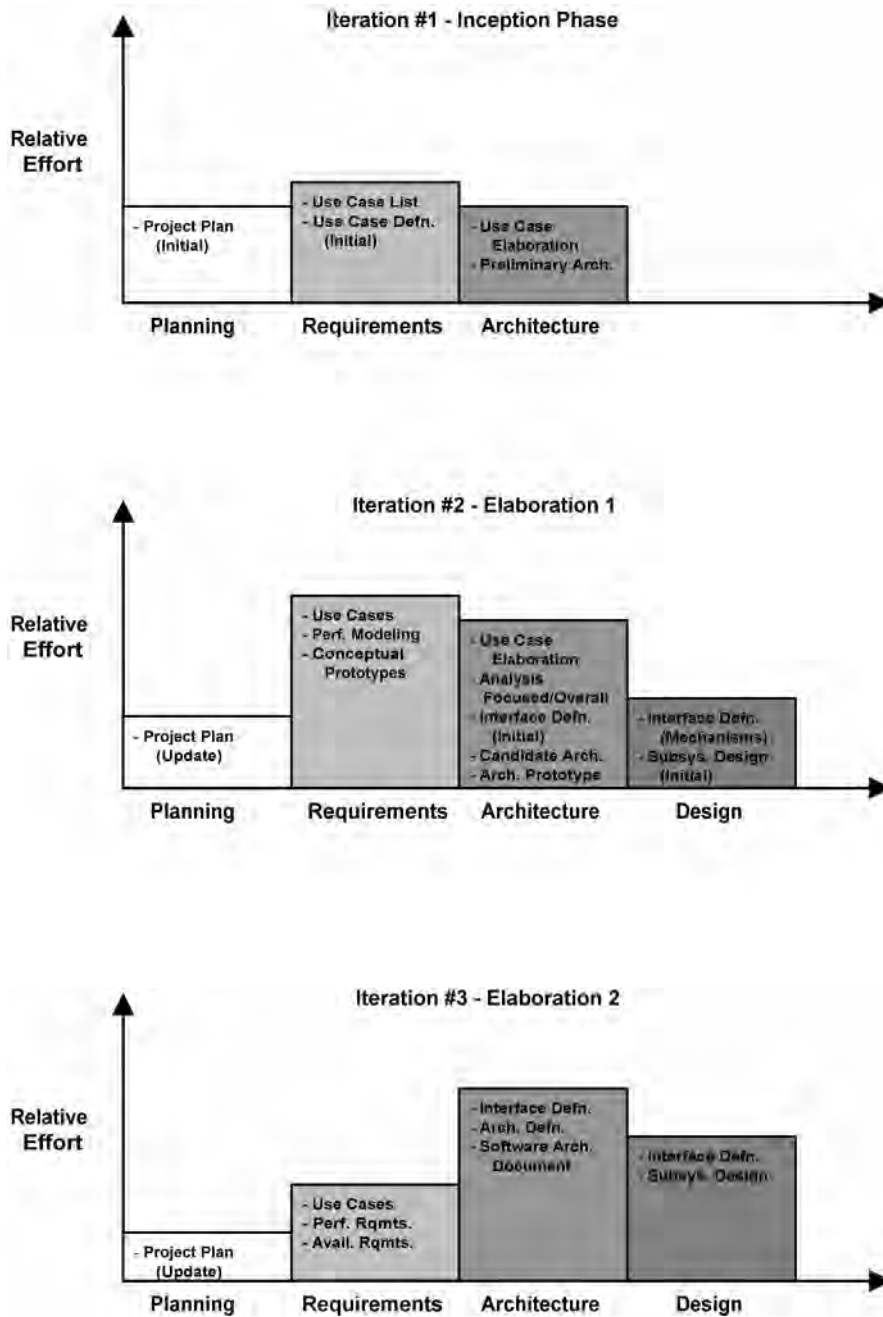 Iteration #1 - Inception Phase
Relative
Effort
- Project Plan
(Initial)
- Use Case List
- Use Case Defn.
(Initial)
- Use Case
Elaboration
- Preliminary Arch.
Planning
Requirements
Architecture
Iteration #2 - Elaboration 1
Relative
Effort
- Project Plan
(Update)
- Use Cases
- Perf. Modeling
- Conceptual
Prototypes
- Use Case
Elaboration
- Analysis
Focused/Overall
- Interface Defn.
(Initial)
- Candidate Arch.
- Arch. Prototype
- Interface Defn.
(Mechanisms)
- Subsys. Design
(Initial)
Planning
Requirements
Architecture
Design
Iteration #3 - Elaboration 2
Relative
Effort
- Project Plan
(Update)
- Use Cases
- Perf. Rqmts.
- Avail. Rqmts.
- Interface Defn.
- Arch. Defn.
- Software Arch.
Document
- Interface Defn.
- Subsys. Design
Planning
Requirements
Architecture
Design